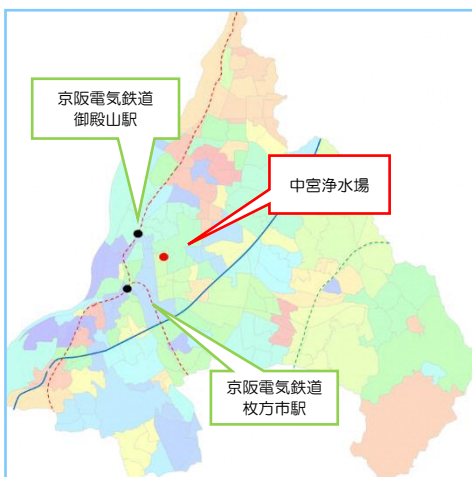 京阪電気鉄道
御殿山駅
中宮浄水場
京阪電気鉄道
枚方市駅